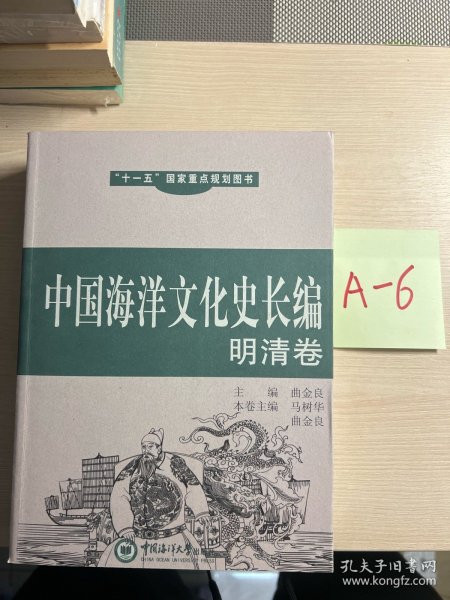 “十一五”国家重点规划图书
中国海洋文化史长编
明清卷
主 编 曲金良
本卷主编 马树华
曲金良
中国海洋大学出版社
CHINA OCEAN UNIVERSITY PRESS
A-6
孔夫子旧书网
www.kongfz.com